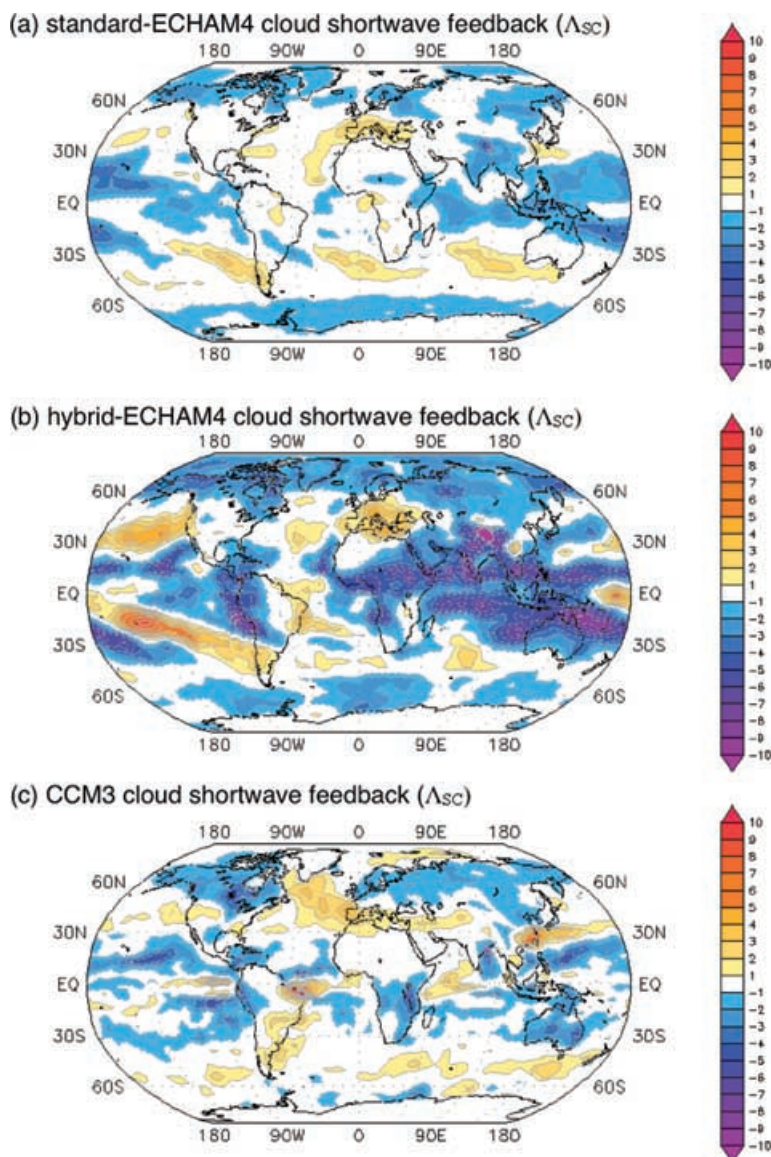 (a) standard-ECHAM4 cloud shortwave feedback (ΛSC)
180 90W 0 90E 180
60N
30N 30N
EQ EQ
30S 30S
60S
180 90W 0 90E 180
10
9
8
7
6
5
4
3
2
1
-1
-2
-3
-4
-5
-6
-7
-8
-9
-10
(b) hybrid-ECHAM4 cloud shortwave feedback (ΛSC)
180 90W 0 90E 180
60N 60N
30N 30N
EQ EQ
30S 30S
60S 60S
180 90W 0 90E 180
10
9
8
7
6
5
4
3
2
1
-1
-2
-3
-4
-5
-6
-7
-8
-9
-10
(c) CCM3 cloud shortwave feedback (ΛSC)
180 90W 0 90E 180
60N 60N
30N 30N
EQ EQ
30S 30S
60S 60S
180 90W 0 90E 180
10
9
8
7
6
5
4
3
2
1
-1
-2
-3
-4
-5
-6
-7
-8
-9
-10